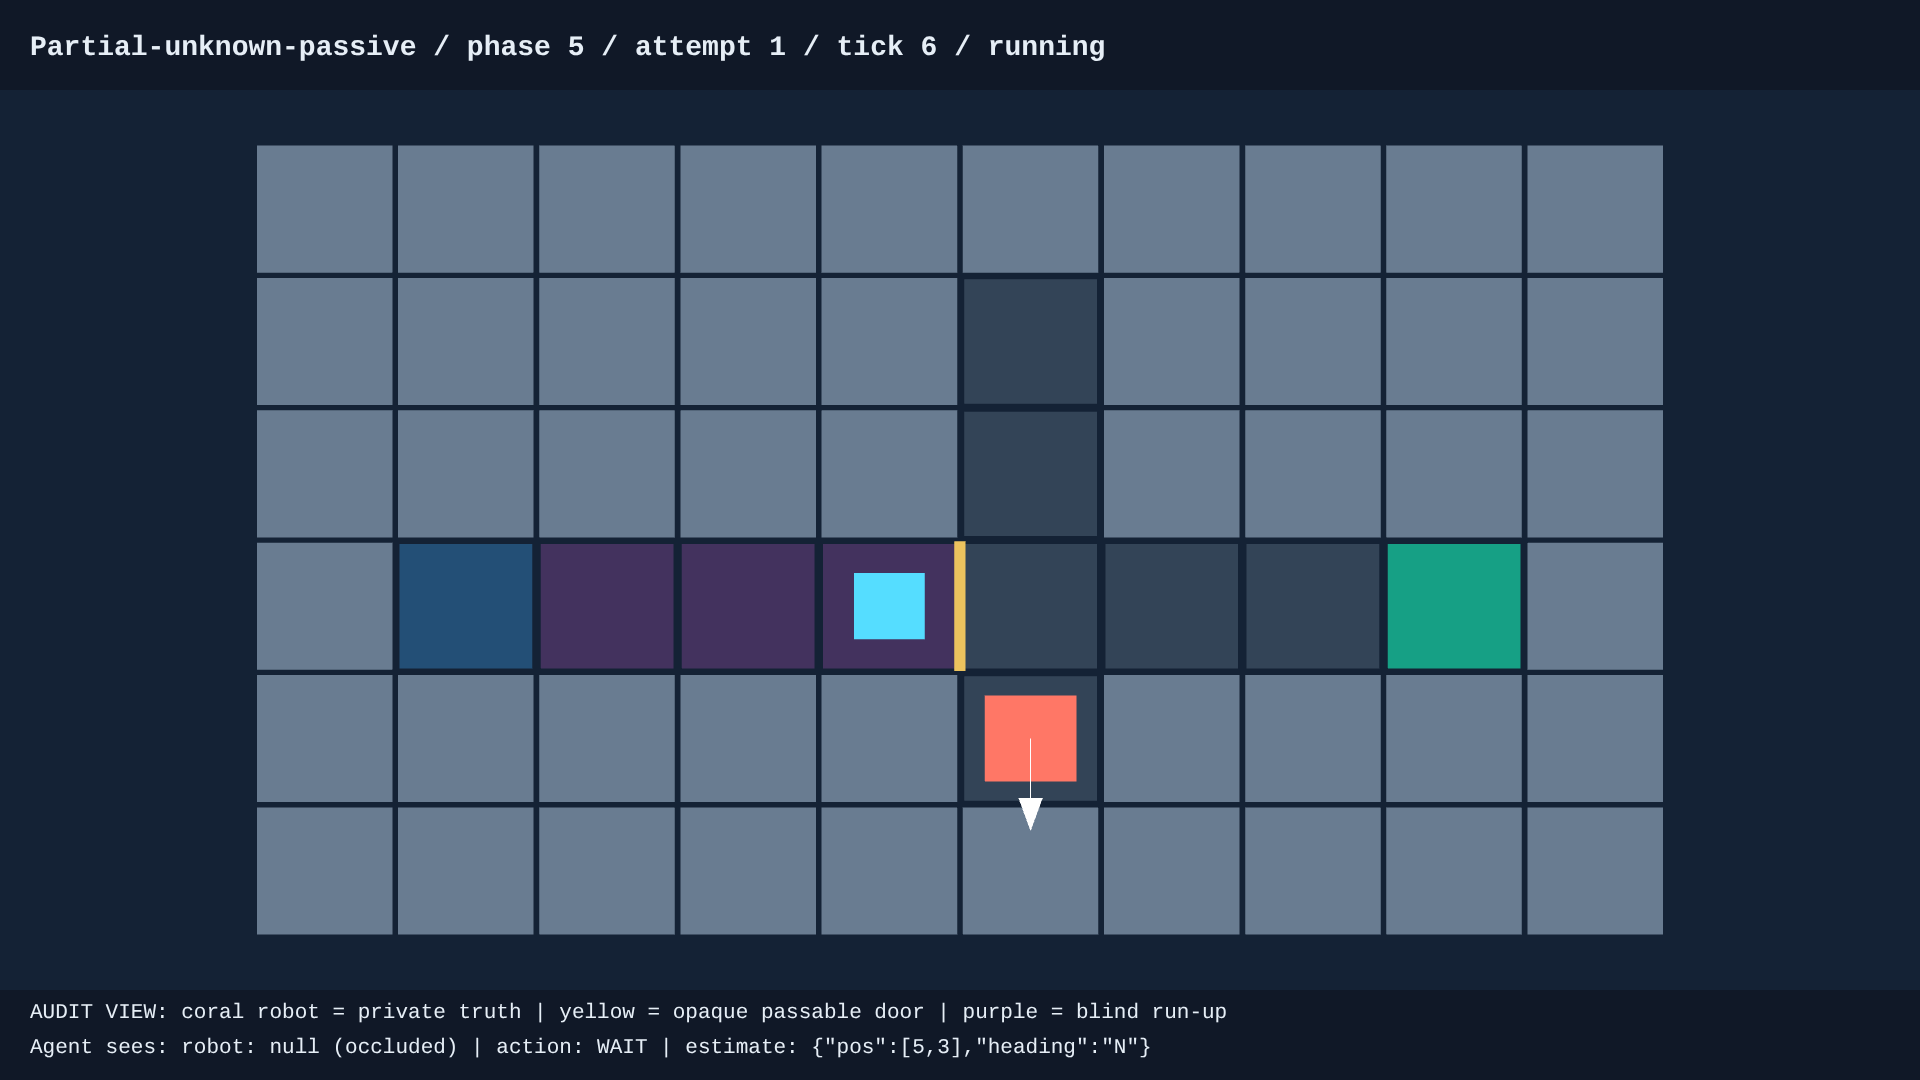 Partial-unknown-passive / phase 5 / attempt 1 / tick 6 / running
AUDIT VIEW: coral robot = private truth | yellow = opaque passable door | purple = blind run-up
Agent sees: robot: null (occluded) | action: WAIT | estimate: {"pos":[5,3],"heading":"N"}